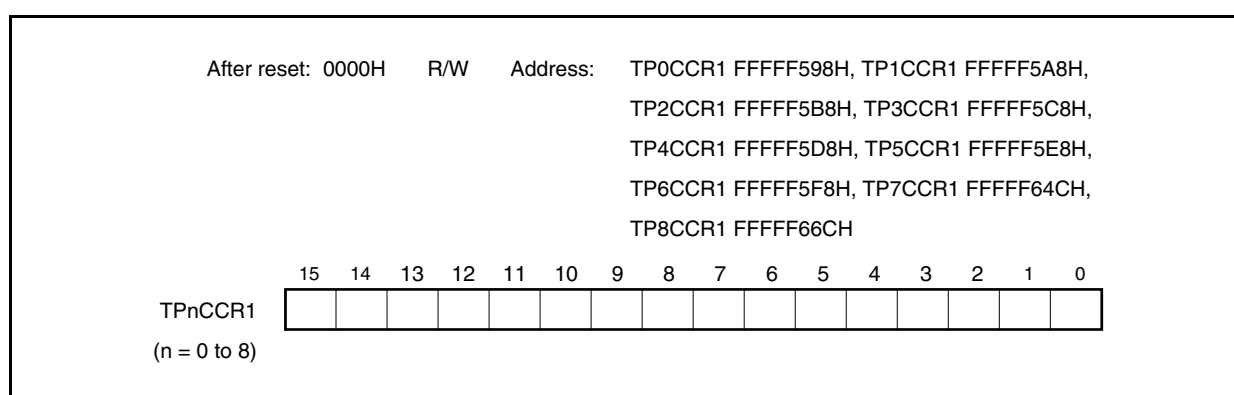 After reset: 0000H R/W Address: TP0CCR1 FFFFF598H, TP1CCR1 FFFFF5A8H,
TP2CCR1 FFFFF5B8H, TP3CCR1 FFFFF5C8H,
TP4CCR1 FFFFF5D8H, TP5CCR1 FFFFF5E8H,
TP6CCR1 FFFFF5F8H, TP7CCR1 FFFFF64CH,
TP8CCR1 FFFFF66CH
15 14 13 12 11 10 9 8 7 6 5 4 3 2 1 0
TPnCCR1
(n = 0 to 8)